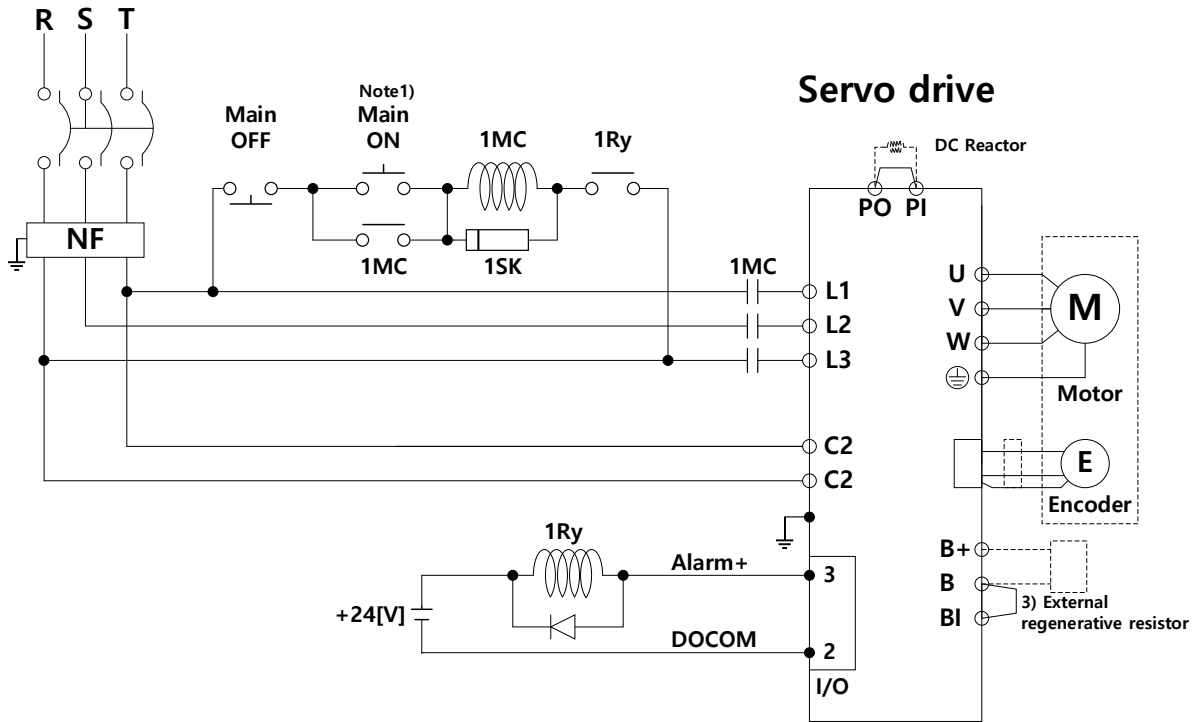 R S T
Servo drive
Note1)
Main
OFF
Main
ON
1MC
1Ry
DC Reactor
PO PI
NF
1MC
1SK
1MC
L1
L2
L3
U
V
W
M
Motor
C2
C2
E
Encoder
1Ry
Alarm+
3
+24[V]
DOCOM
2
I/O
B+
B
BI
3) External
regenerative resistor